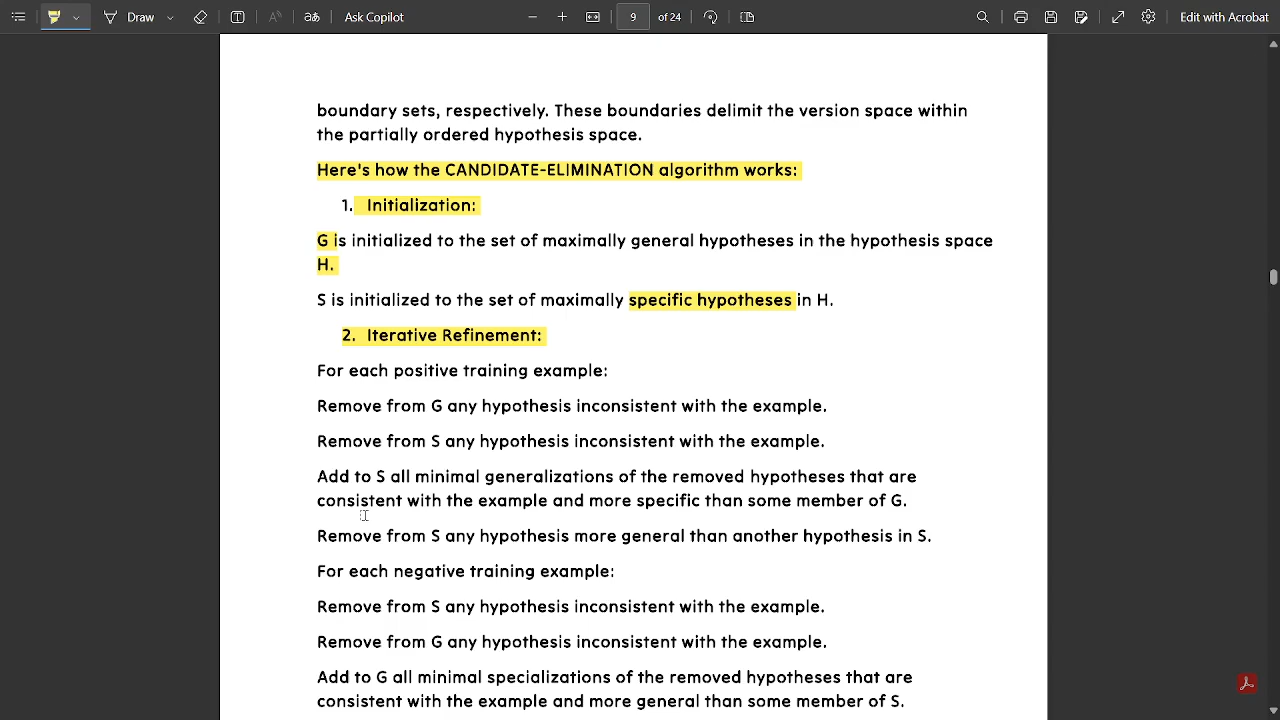 Draw
Ask Copilot
9 of 24
Edit with Acrobat
boundary sets, respectively. These boundaries delimit the version space within
the partially ordered hypothesis space.
Here's how the CANDIDATE-ELIMINATION algorithm works:
1. Initialization:
G is initialized to the set of maximally general hypotheses in the hypothesis space
H.
S is initialized to the set of maximally specific hypotheses in H.
2. Iterative Refinement:
For each positive training example:
Remove from G any hypothesis inconsistent with the example.
Remove from S any hypothesis inconsistent with the example.
Add to S all minimal generalizations of the removed hypotheses that are
consistent with the example and more specific than some member of G.
Remove from S any hypothesis more general than another hypothesis in S.
For each negative training example:
Remove from S any hypothesis inconsistent with the example.
Remove from G any hypothesis inconsistent with the example.
Add to G all minimal specializations of the removed hypotheses that are
consistent with the example and more general than some member of S.